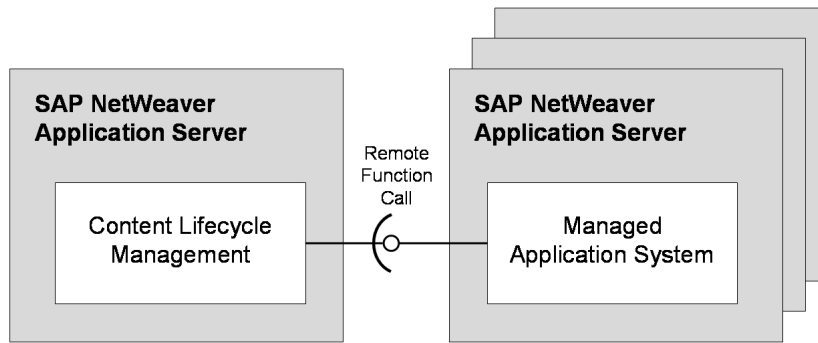 SAP NetWeaver
Application Server
Content Lifecycle
Management
Remote
Function
Call
SAP NetWeaver
Application Server
Managed
Application System